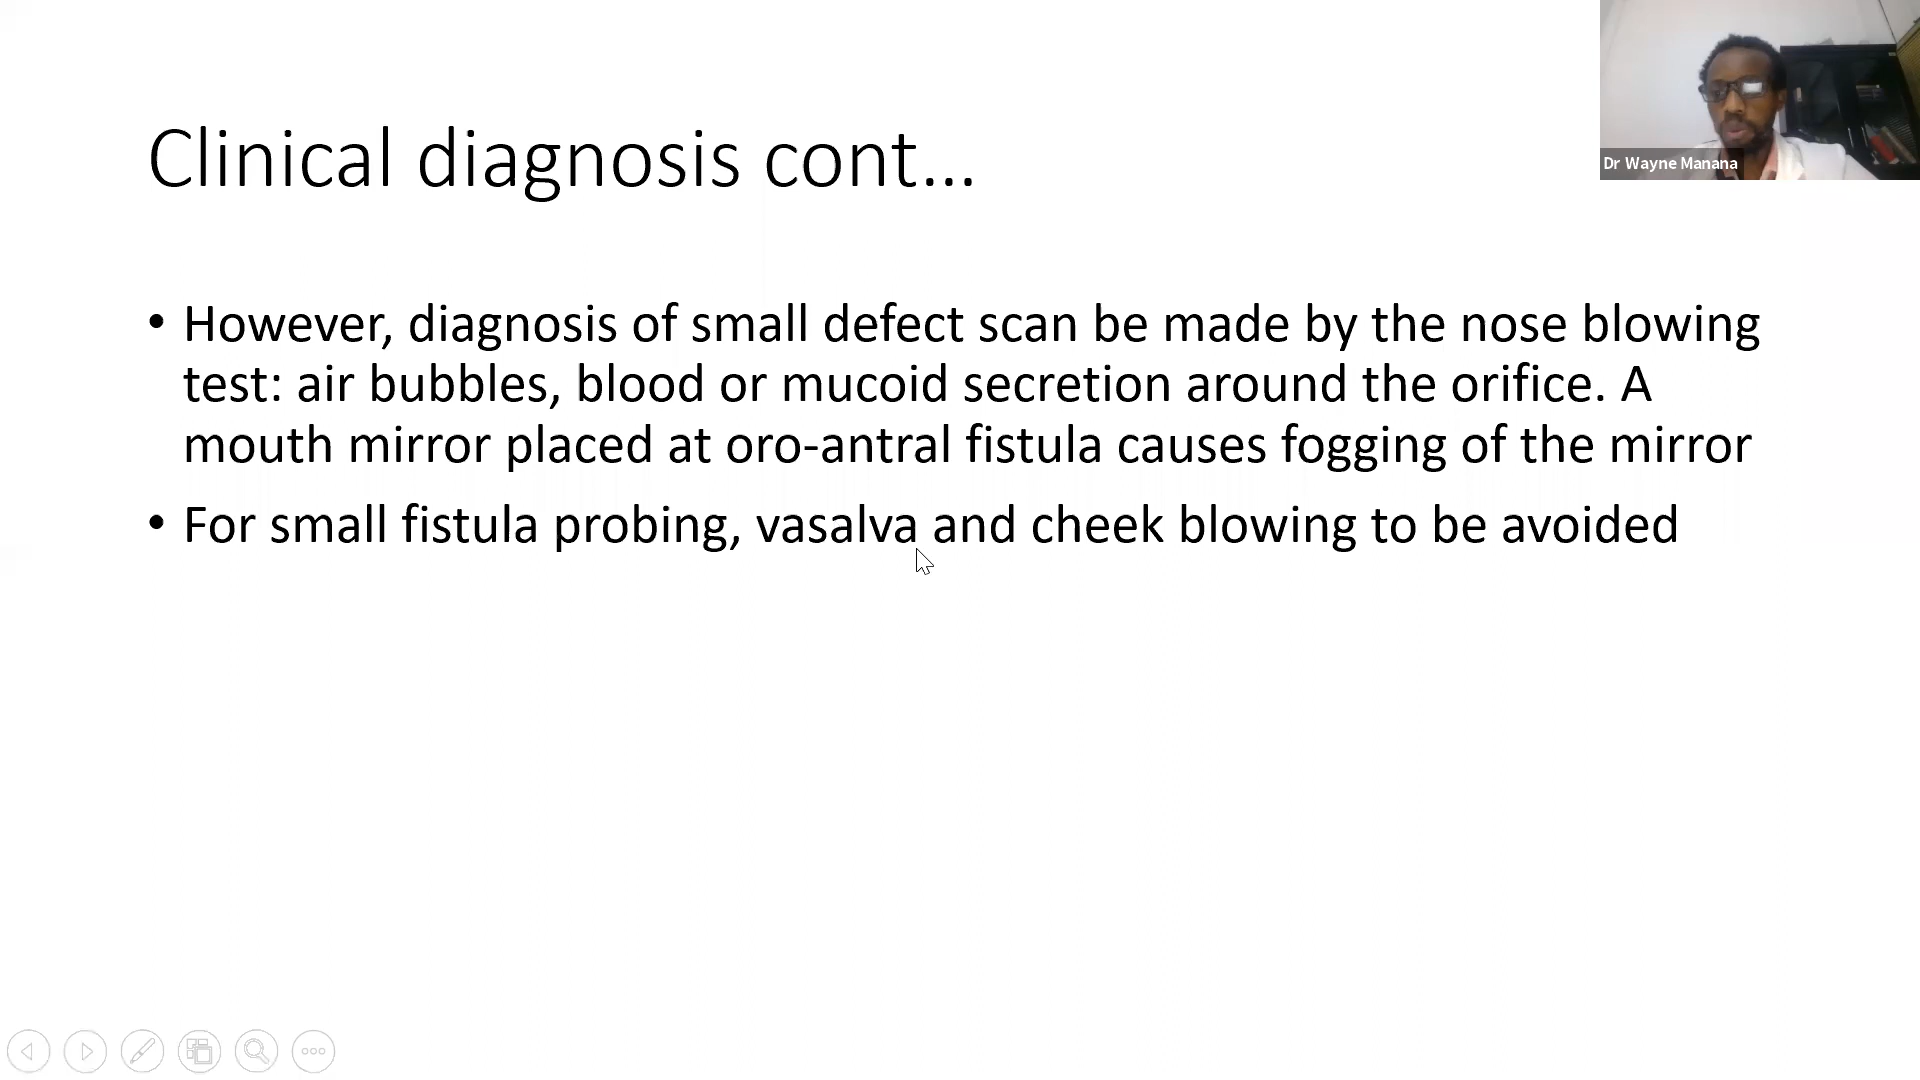 Clinical diagnosis cont...
Dr Wayne Manana
• However, diagnosis of small defect scan be made by the nose blowing
test: air bubbles, blood or mucoid secretion around the orifice. A
mouth mirror placed at oro-antral fistula causes fogging of the mirror
• For small fistula probing, vasalva and cheek blowing to be avoided